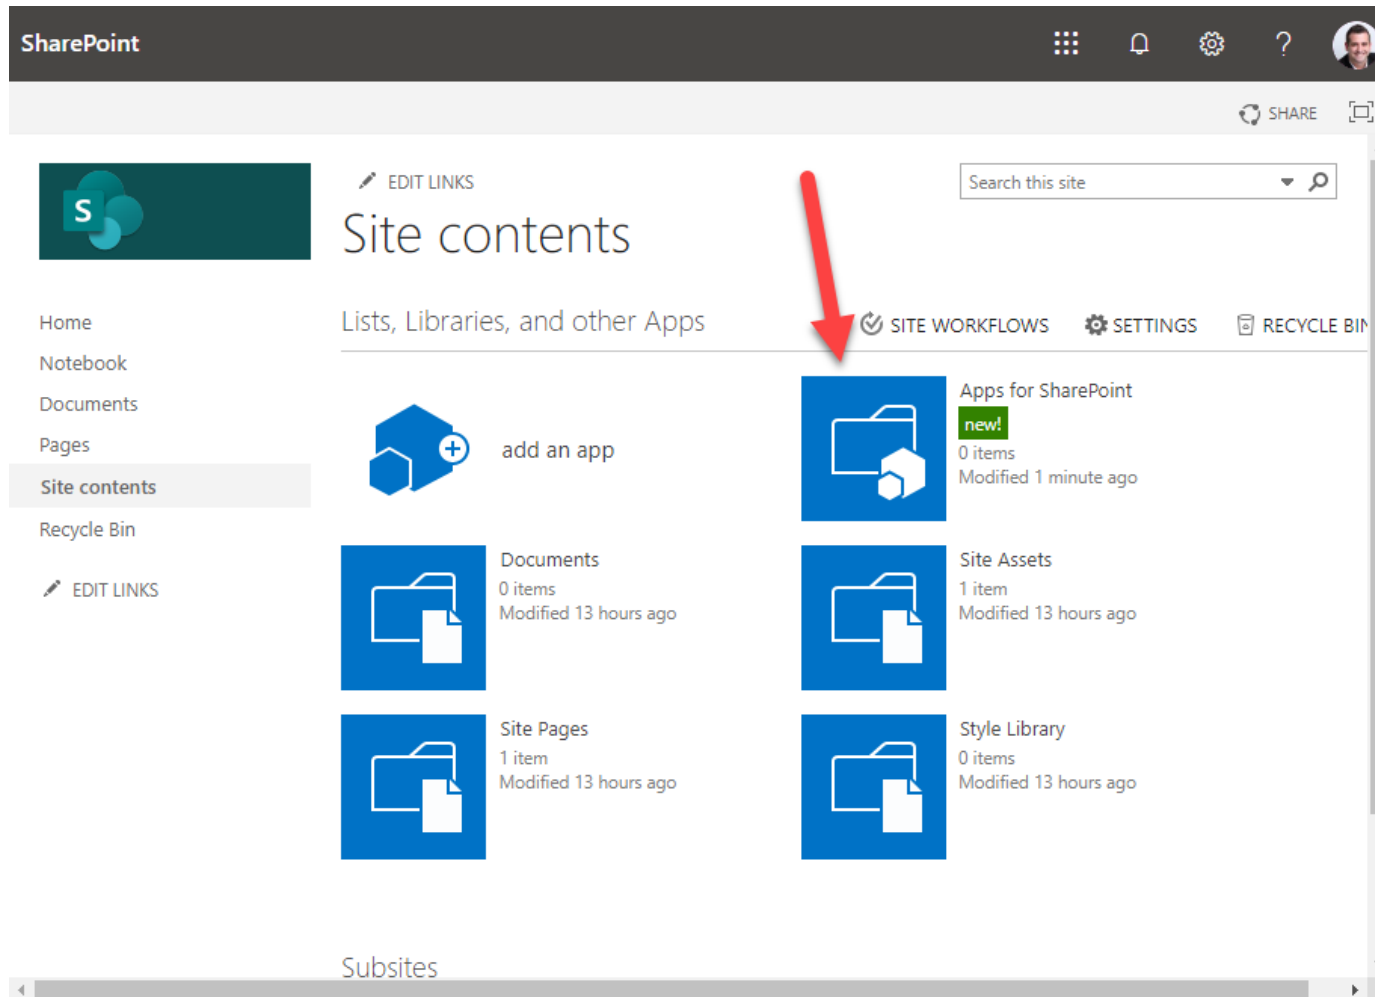 SharePoint
?
SHARE
S
EDIT LINKS
Search this site
Site contents
Home
Notebook
Documents
Pages
Site contents
Recycle Bin
EDIT LINKS
Lists, Libraries, and other Apps
SITE WORKFLOWS
SETTINGS
RECYCLE BIN
add an app
Apps for SharePoint
new!
0 items
Modified 1 minute ago
Documents
0 items
Modified 13 hours ago
Site Assets
1 item
Modified 13 hours ago
Site Pages
1 item
Modified 13 hours ago
Style Library
0 items
Modified 13 hours ago
Subsites